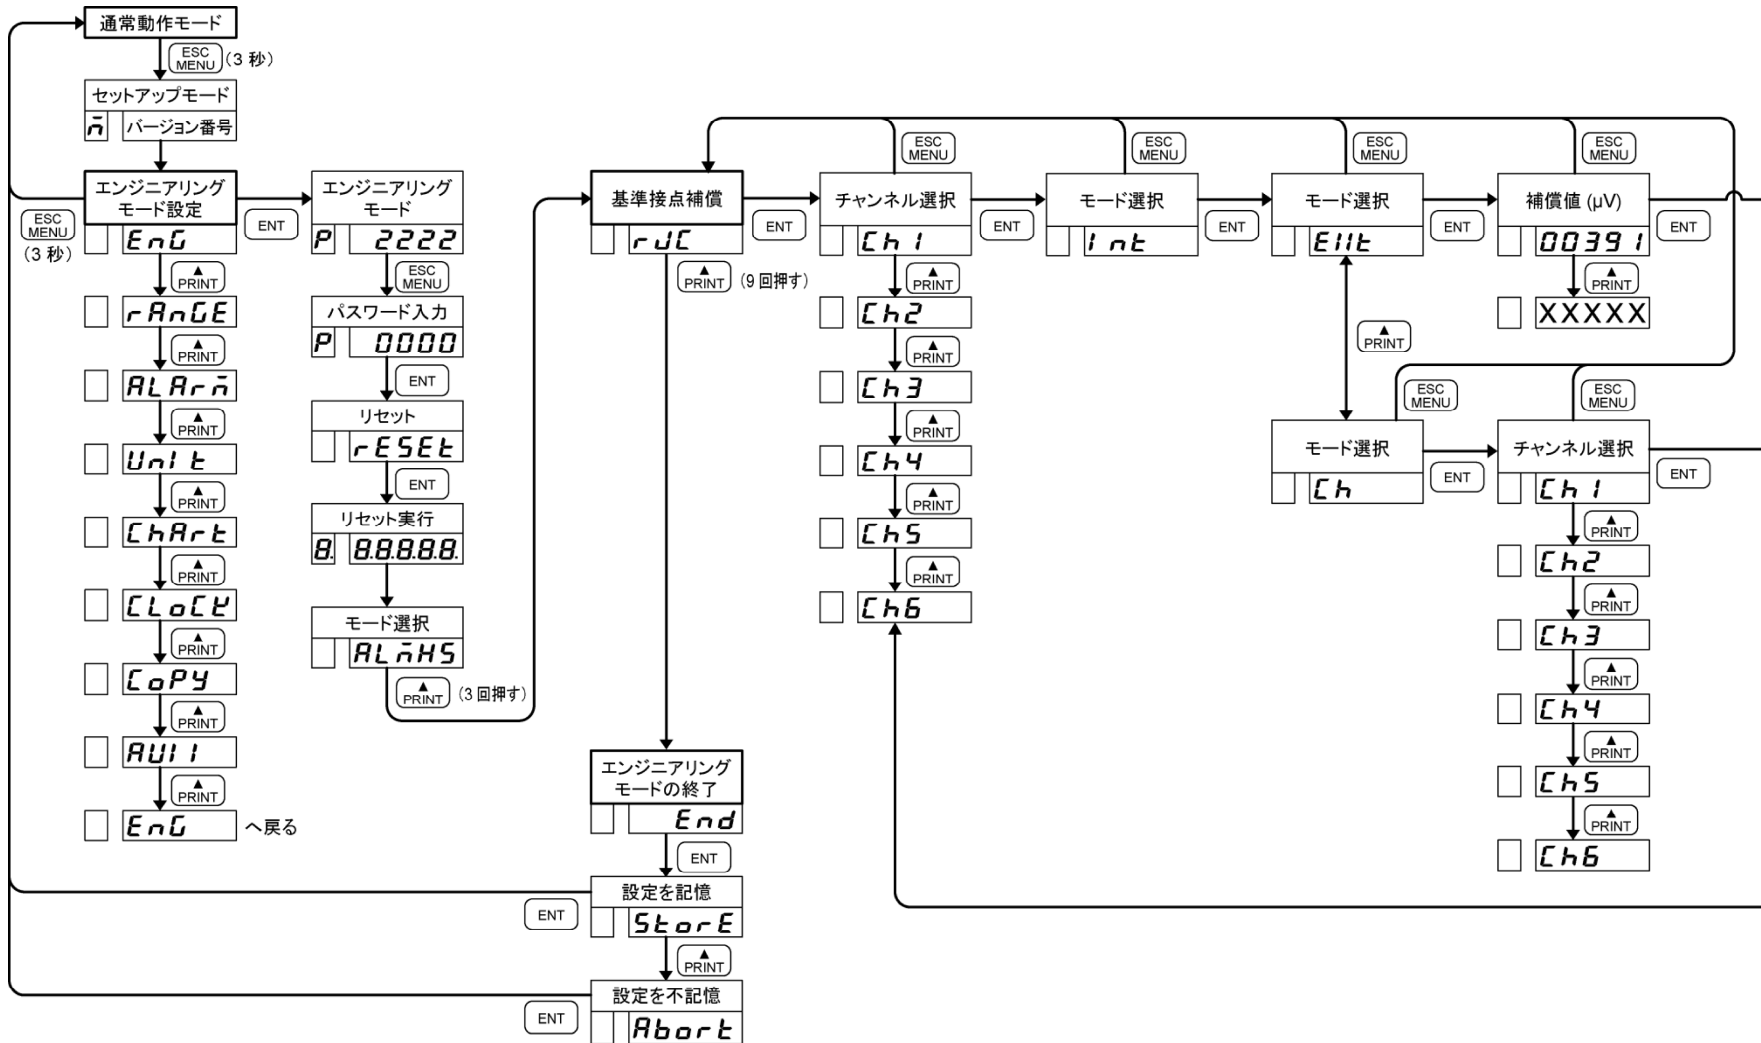 通常動作モード
ESC
MENU
(3 秒)
セットアップモード
バージョン番号
エンジニアリング
モード設定
ESC
MENU
(3 秒)
ENT
EnG
▲
PRINT
rAnGE
▲
PRINT
ALArm
▲
PRINT
UnIt
▲
PRINT
ChArt
▲
PRINT
CLoCK
▲
PRINT
CoPY
▲
PRINT
▲
PRINT
EnG
へ戻る
エンジニアリング
モード
P 2222
ESC
MENU
パスワード入力
P 0000
ENT
リセット
rESEt
ENT
リセット実行
8. 8.8.8.8.8.
モード選択
ALmHS
▲
PRINT
(3 回押す)
基準接点補償
rJC
ENT
▲
PRINT
(9 回押す)
エンジニアリング
モードの終了
End
ENT
設定を記憶
StorE
ENT
▲
PRINT
設定を不記憶
Abort
ENT
ESC
MENU
チャンネル選択
Ch1
ENT
▲
PRINT
Ch2
▲
PRINT
Ch3
▲
PRINT
Ch4
▲
PRINT
Ch5
▲
PRINT
Ch6
ESC
MENU
モード選択
Int
ENT
ESC
MENU
モード選択
ENT
▲
PRINT
ESC
MENU
補償値 (μV)
00391
ENT
▲
PRINT
XXXXX
ESC
MENU
モード選択
Ch
ENT
ESC
MENU
チャンネル選択
Ch1
ENT
▲
PRINT
Ch2
▲
PRINT
Ch3
▲
PRINT
Ch4
▲
PRINT
Ch5
▲
PRINT
Ch6